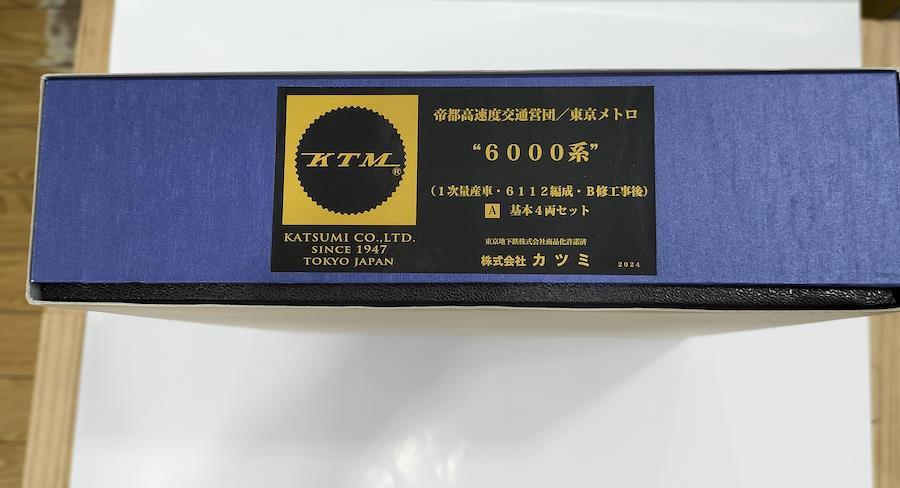 KTM®
KATSUMI CO.,LTD.
SINCE 1947
TOKYO JAPAN
帝都高速度交通営団／東京メトロ
“6000系”
(1次量産車・6112編成・B修工事後)
A 基本4両セット
東京地下鉄株式会社商品化許諾済
株式会社 カツミ 2024